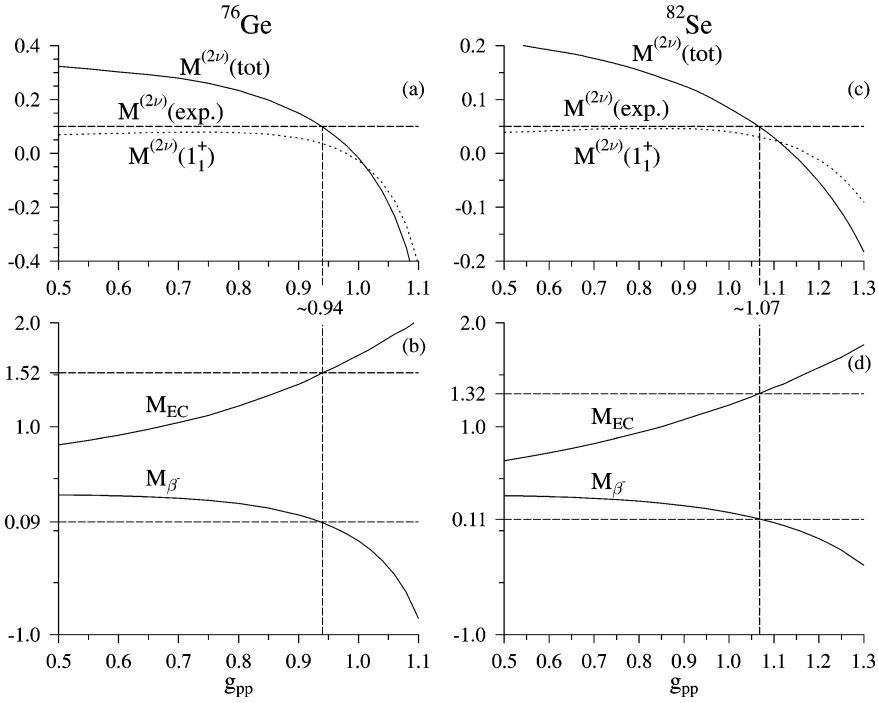 ⁷⁶Ge
⁸²Se
0.4
0.2
0.0
-0.2
-0.4
M⁽²ᵛ⁾(tot)
(a)
M⁽²ᵛ⁾(exp.)
M⁽²ᵛ⁾(1₁⁺)
0.5 0.6 0.7 0.8 0.9 1.0 1.1
~0.94
0.2
0.1
0.0
-0.1
-0.2
M⁽²ᵛ⁾(tot)
(c)
M⁽²ᵛ⁾(exp.)
M⁽²ᵛ⁾(1₁⁺)
0.5 0.6 0.7 0.8 0.9 1.0 1.1 1.2 1.3
~1.07
2.0
1.52
1.0
0.09
-1.0
(b)
M_EC
M_β-
0.5 0.6 0.7 0.8 0.9 1.0 1.1
g_pp
2.0
1.32
1.0
0.11
-1.0
(d)
M_EC
M_β-
0.5 0.6 0.7 0.8 0.9 1.0 1.1 1.2 1.3
g_pp